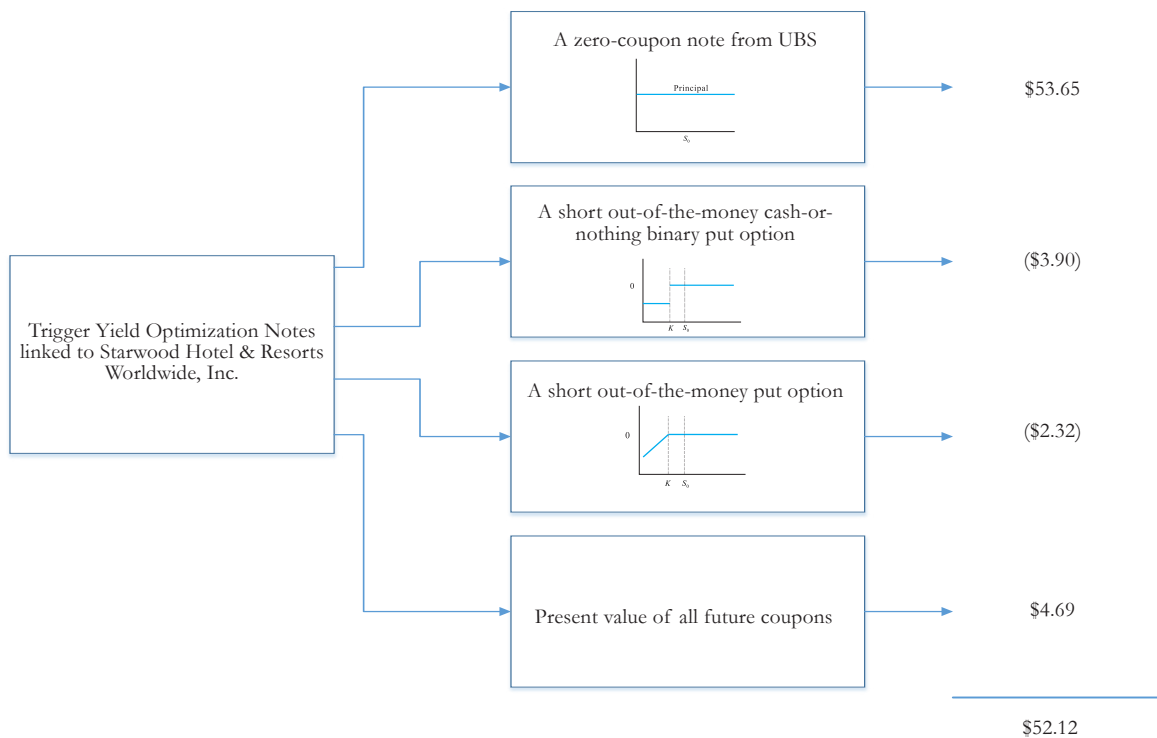 A zero-coupon note from UBS
Principal
S0
$53.65
A short out-of-the-money cash-or-
nothing binary put option
0
K
S0
($3.90)
Trigger Yield Optimization Notes
linked to Starwood Hotel & Resorts
Worldwide, Inc.
A short out-of-the-money put option
0
K
S0
($2.32)
Present value of all future coupons
$4.69
$52.12